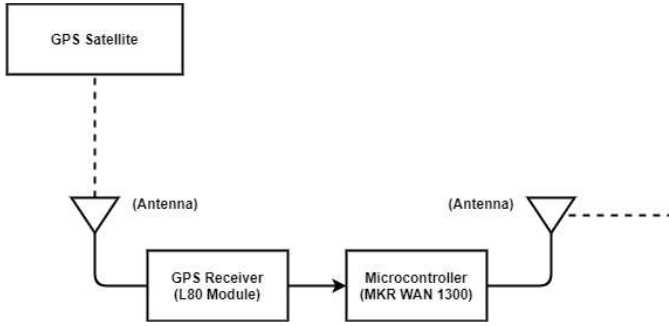 GPS Satellite
(Antenna)
(Antenna)
GPS Receiver
(L80 Module)
Microcontroller
(MKR WAN 1300)